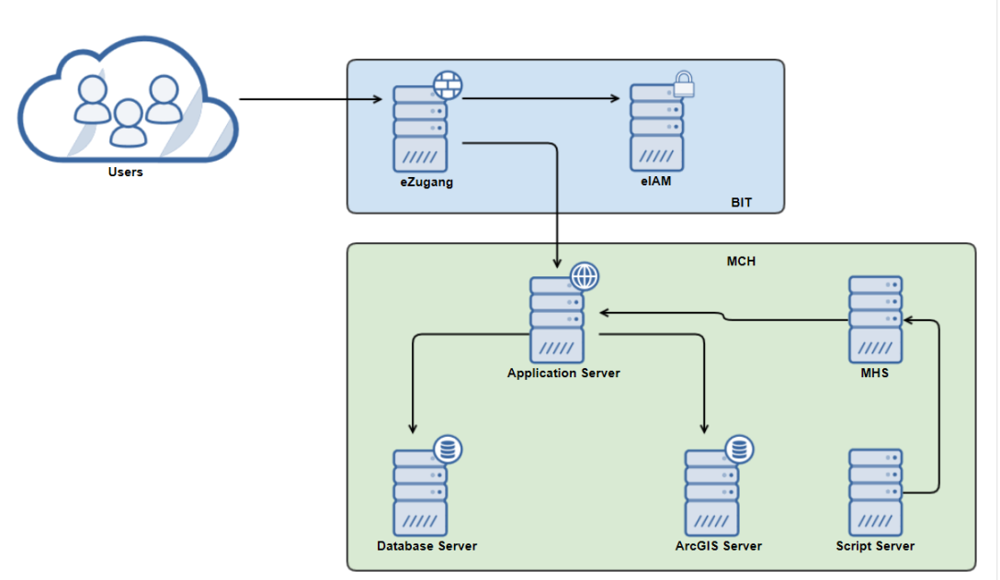 Users
eZugang
eIAM
BIT
MCH
Application Server
MHS
Database Server
ArcGIS Server
Script Server